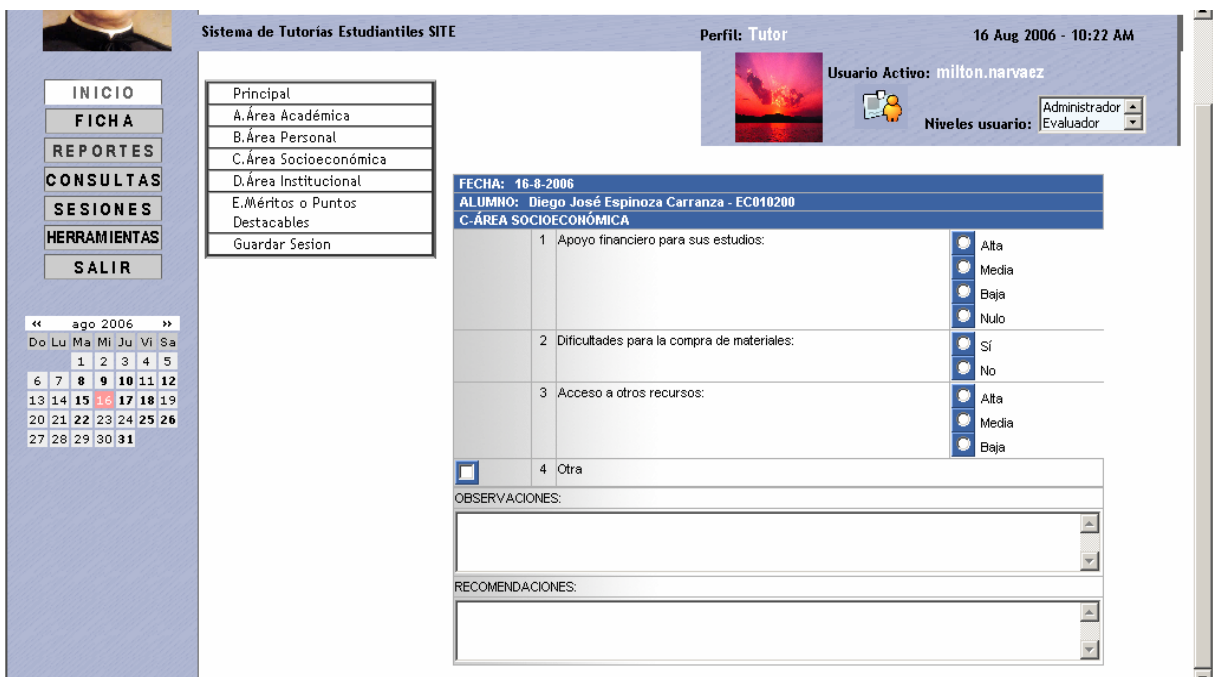 Sistema de Tutorías Estudiantiles SITE
Perfil: Tutor
16 Aug 2006 - 10:22 AM
Usuario Activo: milton.narvaez
Niveles usuario:
Administrador
Evaluador
INICIO
FICHA
REPORTES
CONSULTAS
SESIONES
HERRAMIENTAS
SALIR
Principal
A.Área Académica
B.Área Personal
C.Área Socioeconómica
D.Área Institucional
E.Méritos o Puntos
Destacables
Guardar Sesion
‹‹ ago 2006 ››
Do Lu Ma Mi Ju Vi Sa
1 2 3 4 5
6 7 8 9 10 11 12
13 14 15 16 17 18 19
20 21 22 23 24 25 26
27 28 29 30 31
FECHA: 16-8-2006
ALUMNO: Diego José Espinoza Carranza - EC010200
C-ÁREA SOCIOECONÓMICA
1 Apoyo financiero para sus estudios:
Alta
Media
Baja
Nulo
2 Dificultades para la compra de materiales:
Sí
No
3 Acceso a otros recursos:
Alta
Media
Baja
4 Otra
OBSERVACIONES:
RECOMENDACIONES: